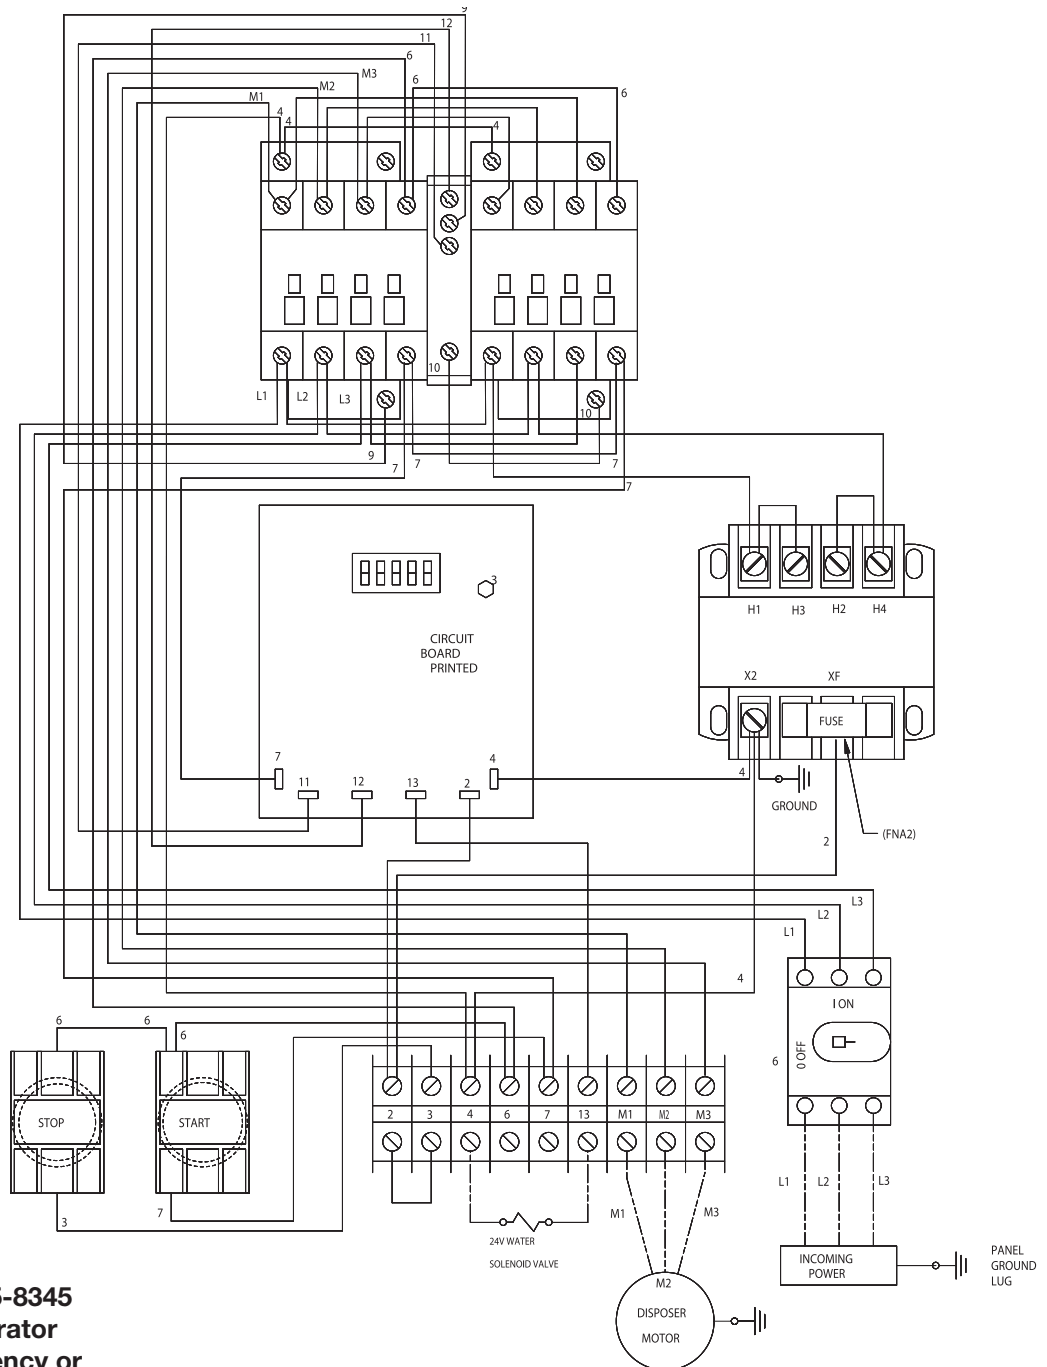 9
12
11
6
M3
6
M2
6
M1
4
4
4
10
L1
L2
L3
10
9
7
7
7
7
3
CIRCUIT
BOARD
PRINTED
H1
H3
H2
H4
X2
XF
FUSE
7
11
12
13
2
4
4
GROUND
2
(FNA2)
L3
L2
L1
4
I ON
0 OFF
6
6
6
6
STOP
START
2
3
4
6
7
13
M1
M2
M3
3
7
24V WATER
SOLENOID VALVE
M1
M3
M2
DISPOSER
MOTOR
L1
L2
L3
INCOMING
POWER
PANEL
GROUND
LUG
-8345
rator
ency or